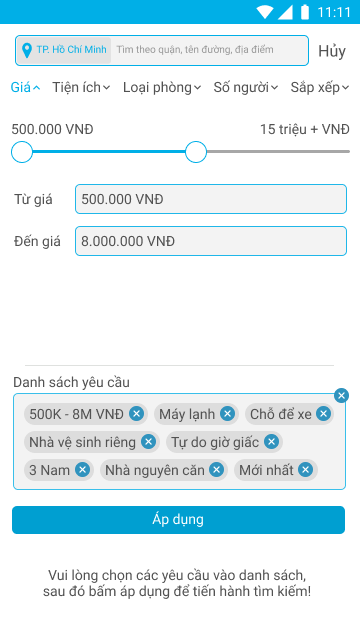 11:11
TP. Hồ Chí Minh Tìm theo quận, tên đường, địa điểm Hủy
Giá Tiện ích Loại phòng Số người Sắp xếp
500.000 VNĐ 15 triệu + VNĐ
Từ giá 500.000 VNĐ
Đến giá 8.000.000 VNĐ
Danh sách yêu cầu
500K - 8M VNĐ Máy lạnh Chỗ để xe
Nhà vệ sinh riêng Tự do giờ giấc
3 Nam Nhà nguyên căn Mới nhất
Áp dụng
Vui lòng chọn các yêu cầu vào danh sách,
sau đó bấm áp dụng để tiến hành tìm kiếm!